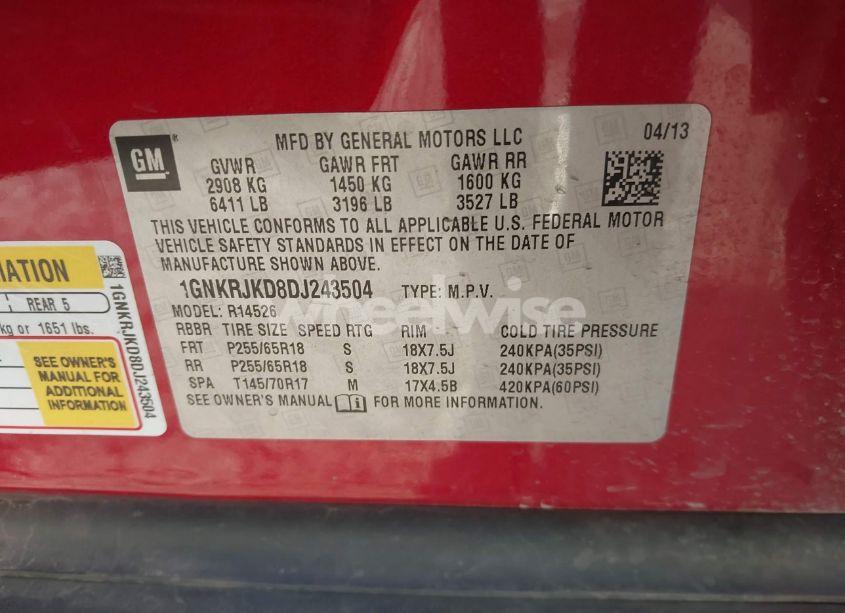 GM
MFD BY GENERAL MOTORS LLC 04/13
GVWR GAWR FRT GAWR RR
2908 KG 1450 KG 1600 KG
6411 LB 3196 LB 3527 LB
THIS VEHICLE CONFORMS TO ALL APPLICABLE U.S. FEDERAL MOTOR
VEHICLE SAFETY STANDARDS IN EFFECT ON THE DATE OF
MANUFACTURE SHOWN ABOVE.
1GNKRJKD8DJ243504 TYPE: M.P.V.
MODEL: R14526
RBBR TIRE SIZE SPEED RTG RIM COLD TIRE PRESSURE
FRT P255/65R18 S 18X7.5J 240KPA(35PSI)
RR P255/65R18 S 18X7.5J 240KPA(35PSI)
SPA T145/70R17 M 17X4.5B 420KPA(60PSI)
SEE OWNER'S MANUAL FOR MORE INFORMATION.
MATION
REAR 5
kg or 1651 lbs.
SEE OWNER'S
MANUAL FOR
ADDITIONAL
INFORMATION
1GNKRJKD8DJ243504
wheelwise